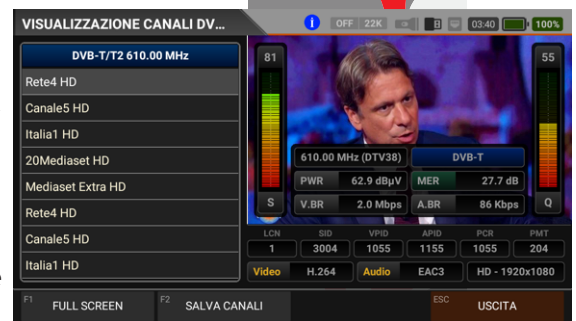 VISUALIZZAZIONE CANALI DV...
i OFF 22K B 03:40 100%
DVB-T/T2 610.00 MHz
Rete4 HD
Canale5 HD
Italia1 HD
20Mediaset HD
Mediaset Extra HD
Rete4 HD
Canale5 HD
Italia1 HD
81
S
55
Q
610.00 MHz (DTV38) DVB-T
PWR 62.9 dBµV MER 27.7 dB
V.BR 2.0 Mbps A.BR 86 Kbps
LCN SID VPID APID PCR PMT
1 3004 1055 1155 1055 204
Video H.264 Audio EAC3 HD - 1920x1080
F1 FULL SCREEN F2 SALVA CANALI ESC USCITA